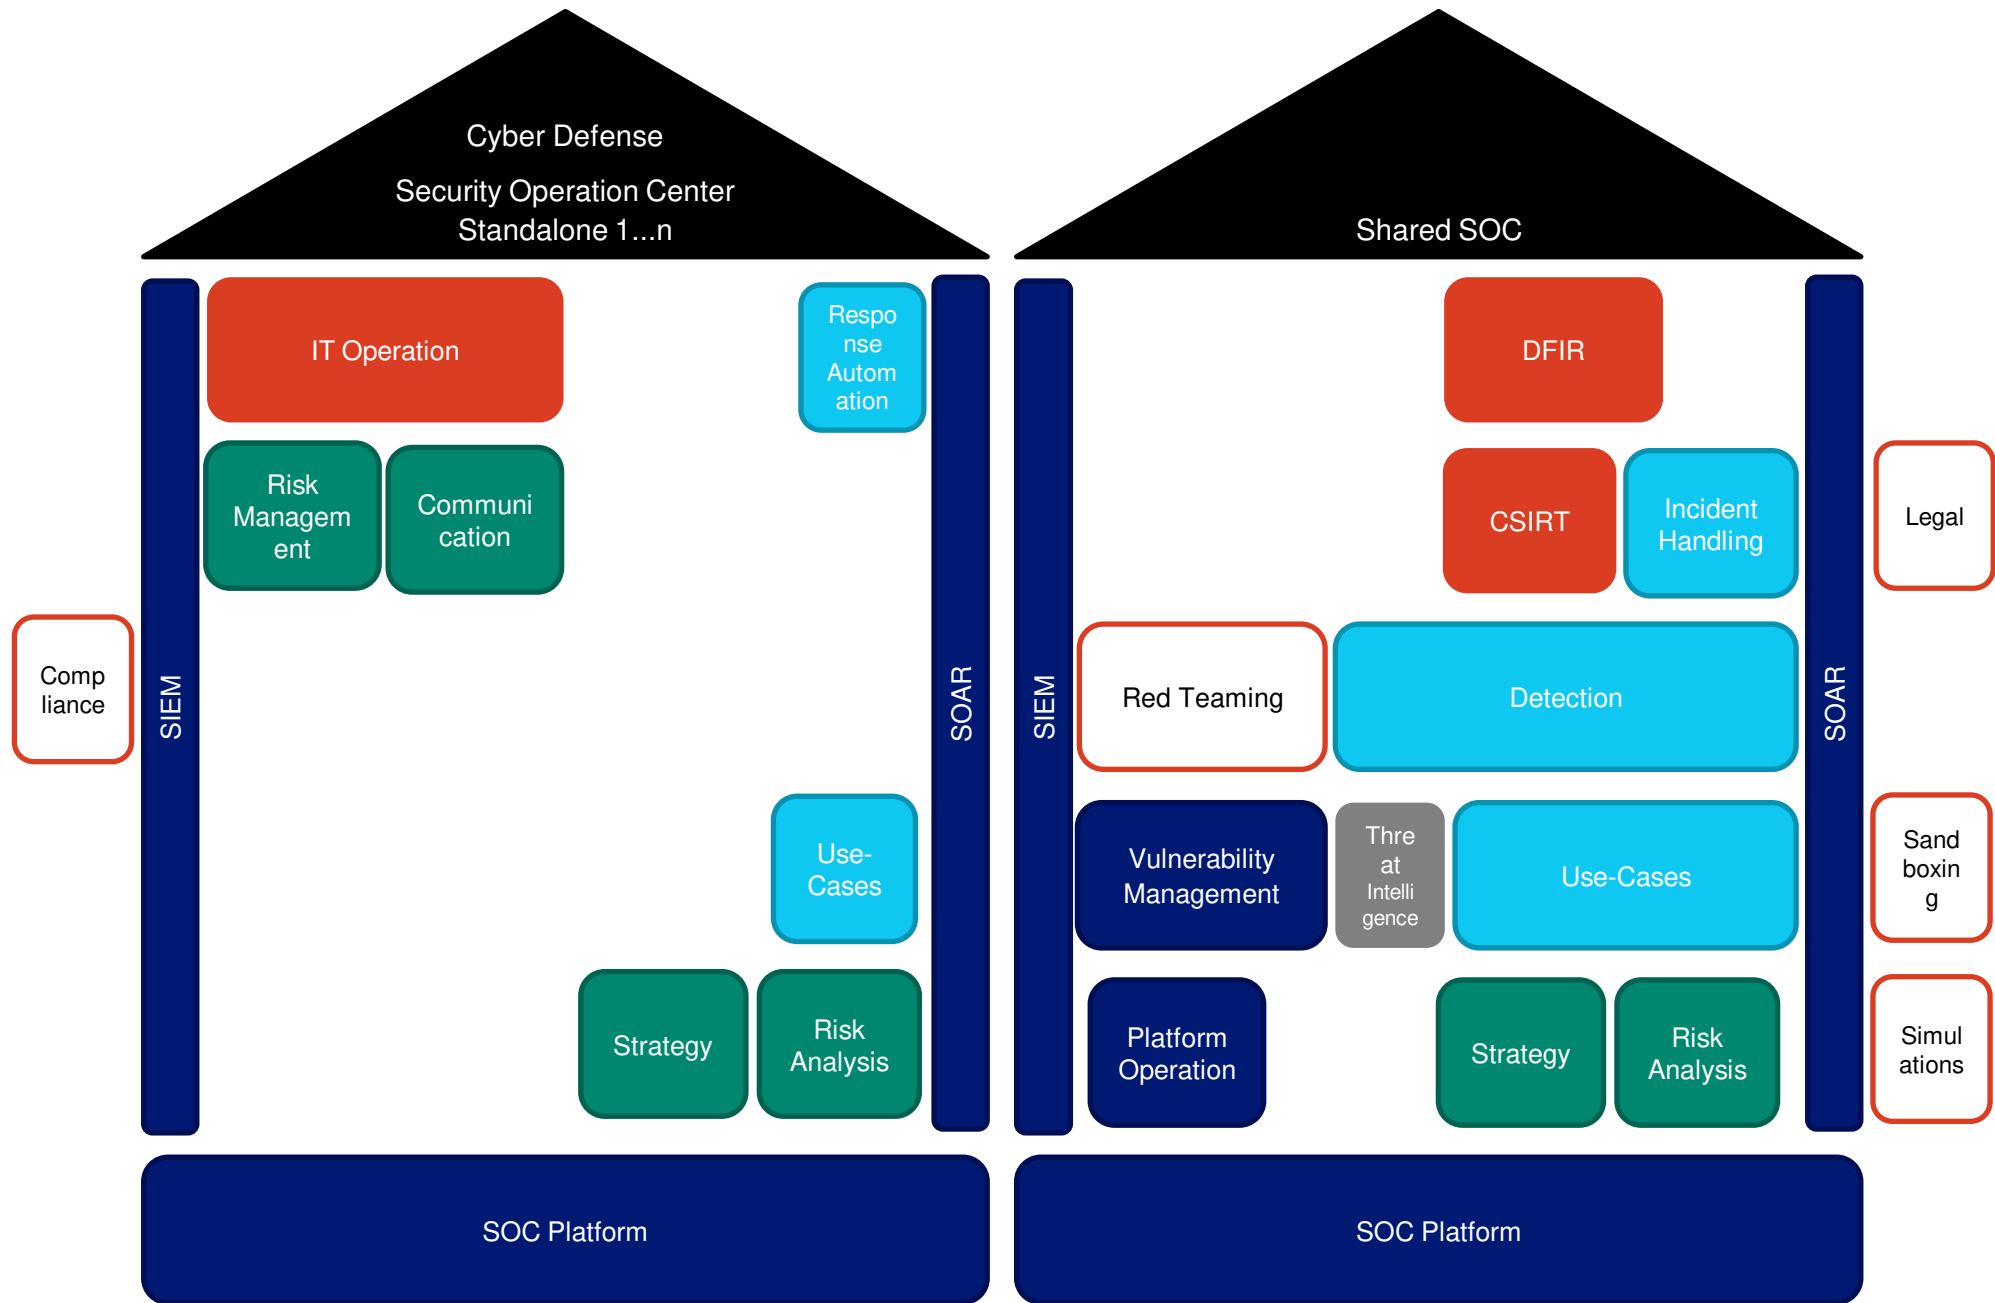 Cyber Defense
Security Operation Center
Standalone 1...n
SIEM
IT Operation
Respo
nse
Autom
ation
Risk
Managem
ent
Communi
cation
Comp
liance
Use-
Cases
Strategy
Risk
Analysis
SOAR
SOC Platform
Shared SOC
SIEM
DFIR
CSIRT
Incident
Handling
Red Teaming
Detection
Vulnerability
Management
Thre
at
Intelli
gence
Use-Cases
Platform
Operation
Strategy
Risk
Analysis
SOAR
Legal
Sand
boxin
g
Simul
ations
SOC Platform